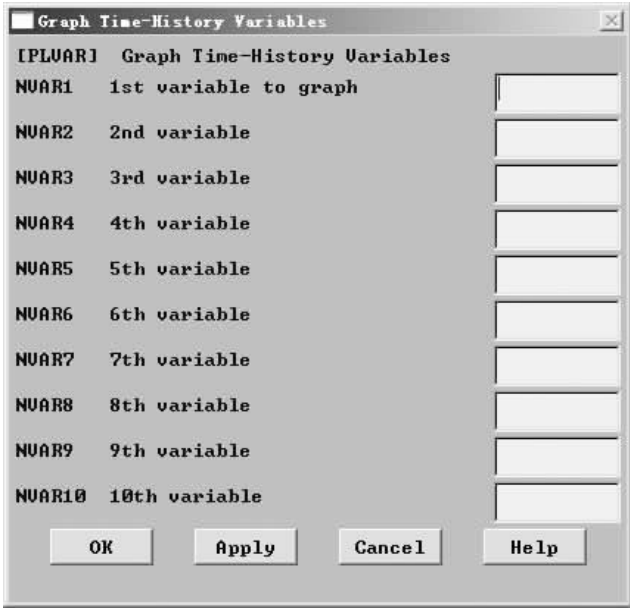 Graph Time-History Variables
[PLVAR] Graph Time-History Variables
NVAR1 1st variable to graph
NVAR2 2nd variable
NVAR3 3rd variable
NVAR4 4th variable
NVAR5 5th variable
NVAR6 6th variable
NVAR7 7th variable
NVAR8 8th variable
NVAR9 9th variable
NVAR10 10th variable
OK Apply Cancel Help